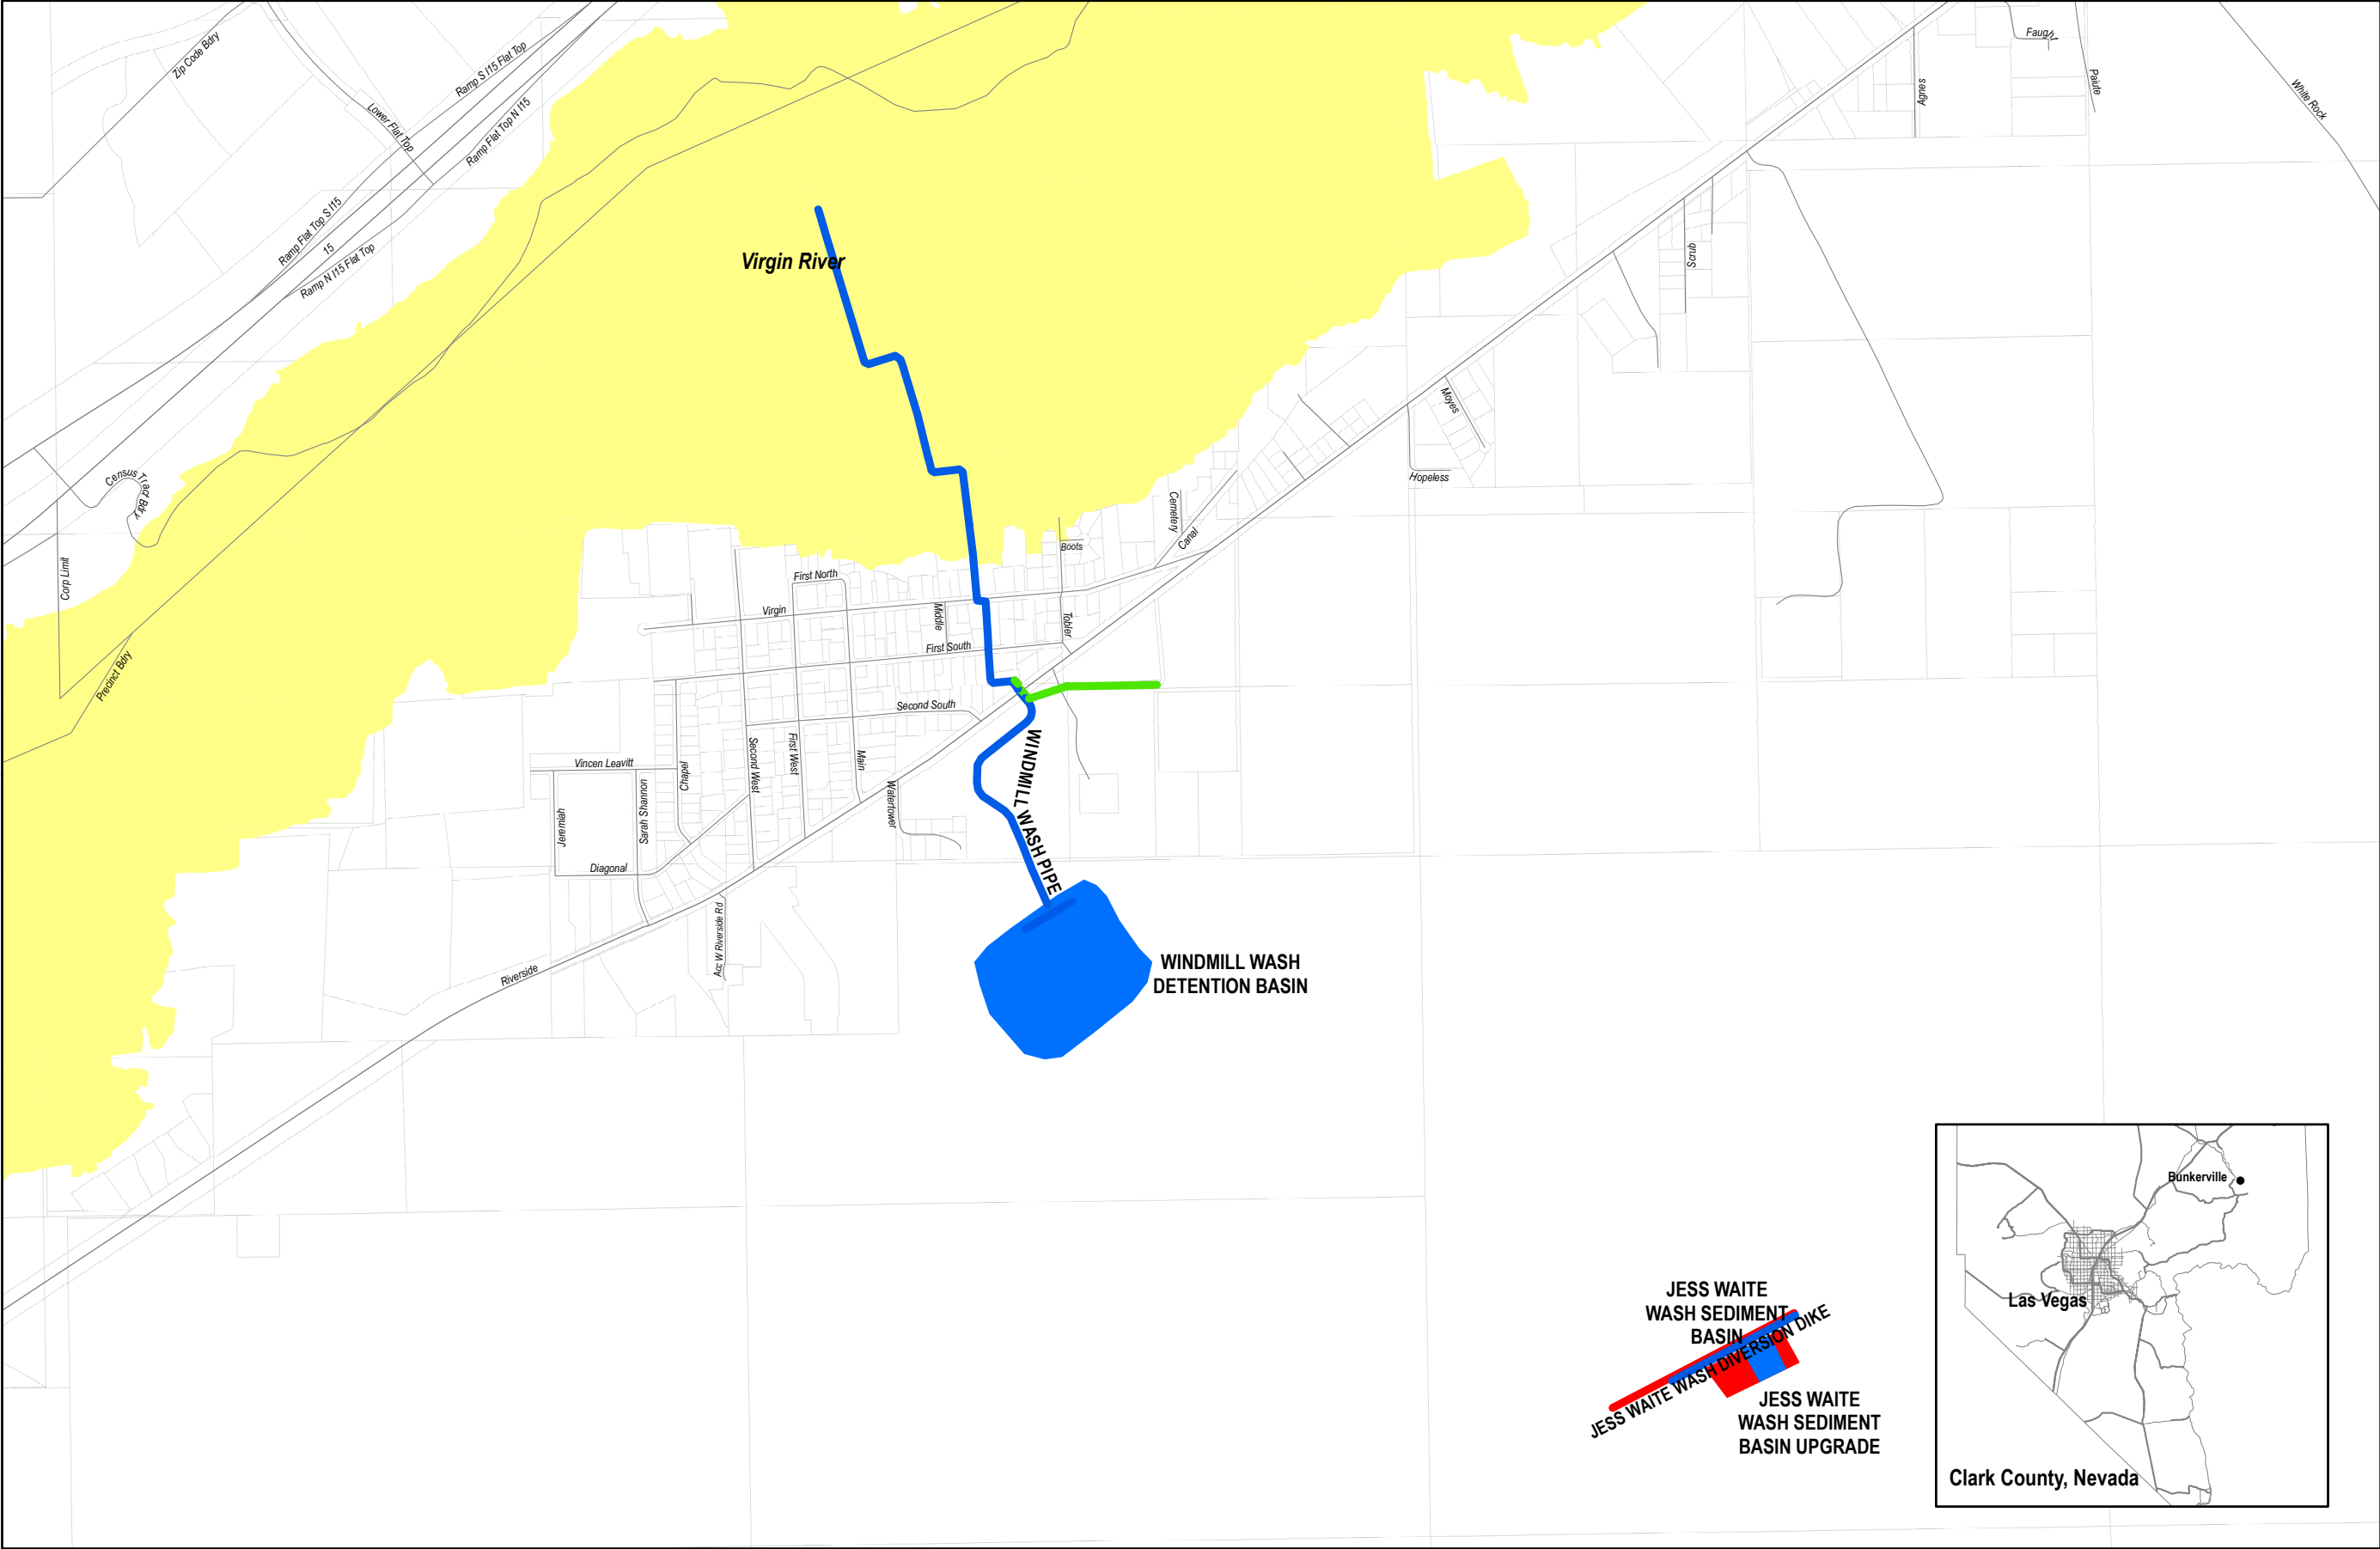 Zip Code Bdry
Ramp S I15 Flat Top
Lower Flat Top
Ramp Flat Top N I15
Ramp Flat Top S I15
15
Ramp N I15 Flat Top
Virgin River
Agnes
Paiute
White Rock
Scrub
Moyes
Hopeless
Cemetery
Canal
Boots
Census Tract Bdry
Corp Limit
Precinct Bdry
First North
Virgin
Middle
Tobler
First South
Second South
Vincen Leavitt
Chapel
Second West
First West
Main
Watertower
Jeremiah
Sarah Shannon
Diagonal
Acc W Riverside Rd
Riverside
WINDMILL WASH PIPE
WINDMILL WASH
DETENTION BASIN
JESS WAITE
WASH SEDIMENT
BASIN
JESS WAITE WASH DIVERSION DIKE
JESS WAITE
WASH SEDIMENT
BASIN UPGRADE
Bunkerville
Las Vegas
Clark County, Nevada